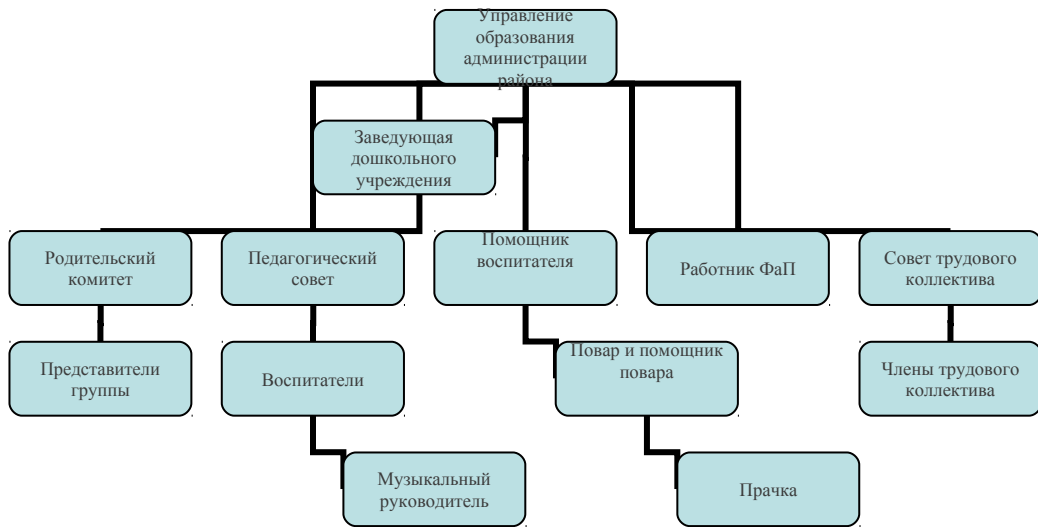 Управление
образования
администрации
района
Заведующая
дошкольного
учреждения
Родительский
комитет
Педагогический
совет
Помощник
воспитателя
Работник ФаП
Совет трудового
коллектива
Представители
группы
Воспитатели
Повар и помощник
повара
Члены трудового
коллектива
Музыкальный
руководитель
Прачка